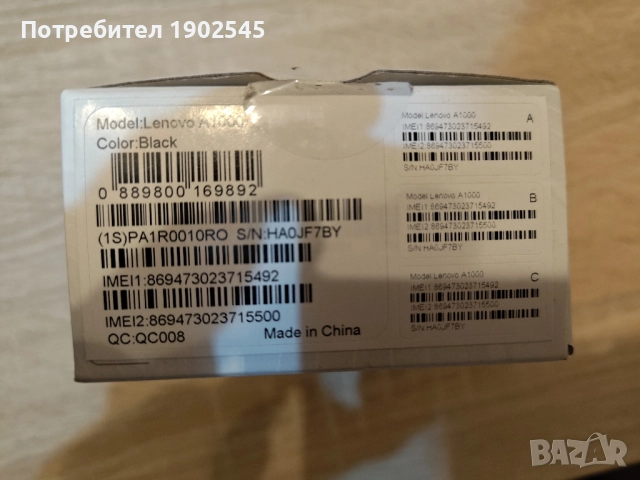 Потребител 1902545
Model:Lenovo A1000
Color:Black
0 889800 169892
(1S)PA1R0010RO S/N:HA0JF7BY
IMEI1:869473023715492
IMEI2:869473023715500
QC:QC008 Made in China
Model:Lenovo A1000 A
IMEI1:869473023715492
IMEI2:869473023715500
S/N:HA0JF7BY
Model:Lenovo A1000 B
IMEI1:869473023715492
IMEI2:869473023715500
S/N:HA0JF7BY
Model:Lenovo A1000 C
IMEI1:869473023715492
IMEI2:869473023715500
S/N:HA0JF7BY
BAZAR